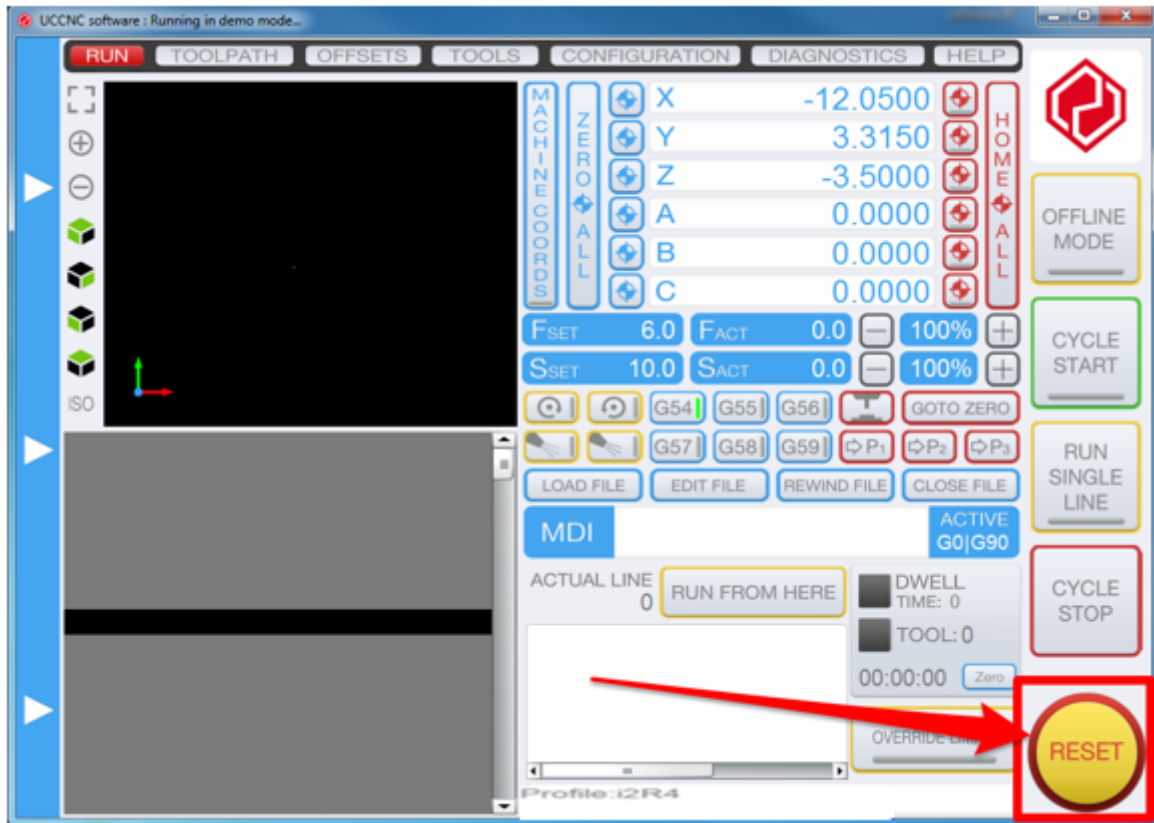 UCCNC software : Running in demo mode...
RUN TOOLPATH OFFSETS TOOLS CONFIGURATION DIAGNOSTICS HELP
MACHINE COORDS
ZERO ALL
X -12.0500
Y 3.3150
Z -3.5000
A 0.0000
B 0.0000
C 0.0000
HOME ALL
FSET 6.0 FACT 0.0 100%
SSET 10.0 SACT 0.0 100%
ISO
G54 G55 G56 GOTO ZERO
G57 G58 G59 P1 P2 P3
LOAD FILE EDIT FILE REWIND FILE CLOSE FILE
MDI
ACTIVE
G0|G90
ACTUAL LINE
0
RUN FROM HERE
DWELL
TIME: 0
TOOL: 0
00:00:00 Zero
OVERRIDE
Profile:i2R4
OFFLINE
MODE
CYCLE
START
RUN
SINGLE
LINE
CYCLE
STOP
RESET